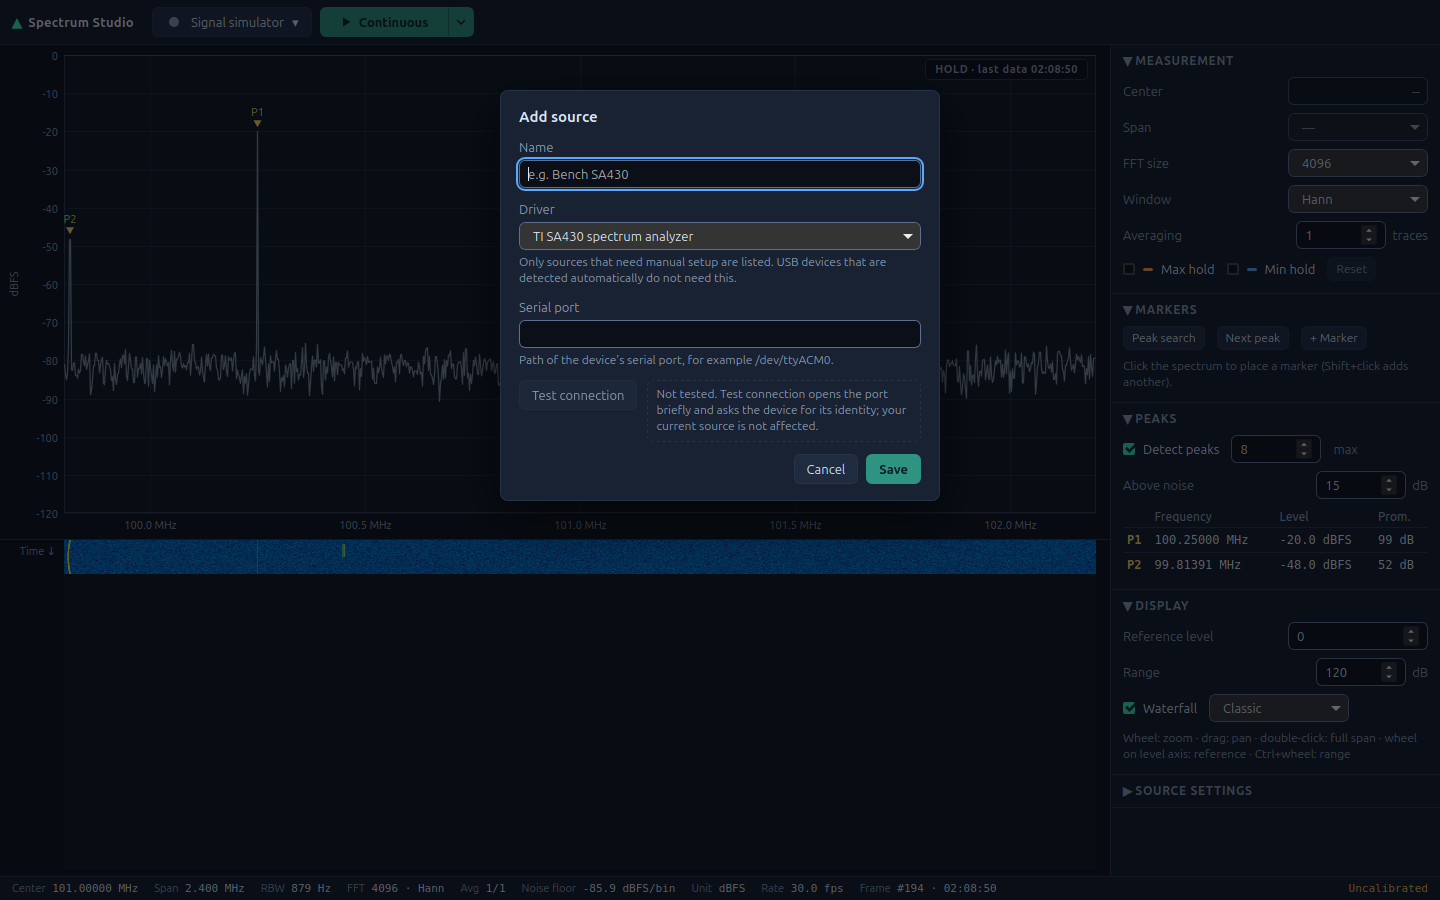 ▲ Spectrum Studio
Signal simulator ▾
▶ Continuous
HOLD · last data 02:08:50
0
-10
-20
-30
-40
-50
-60
-70
-80
-90
-100
-110
-120
dBFS
P1
P2
100.0 MHz
100.5 MHz
101.0 MHz
101.5 MHz
102.0 MHz
Time ↓
Add source
Name
e.g. Bench SA430
Driver
TI SA430 spectrum analyzer
Only sources that need manual setup are listed. USB devices that are
detected automatically do not need this.
Serial port
Path of the device's serial port, for example /dev/ttyACM0.
Test connection
Not tested. Test connection opens the port
briefly and asks the device for its identity; your
current source is not affected.
Cancel
Save
▼ MEASUREMENT
Center —
Span —
FFT size 4096
Window Hann
Averaging 1 traces
Max hold Min hold Reset
▼ MARKERS
Peak search Next peak + Marker
Click the spectrum to place a marker (Shift+click adds
another).
▼ PEAKS
Detect peaks 8 max
Above noise 15 dB
Frequency Level Prom.
P1 100.25000 MHz -20.0 dBFS 99 dB
P2 99.81391 MHz -48.0 dBFS 52 dB
▼ DISPLAY
Reference level 0
Range 120 dB
Waterfall Classic
Wheel: zoom · drag: pan · double-click: full span · wheel
on level axis: reference · Ctrl+wheel: range
▶ SOURCE SETTINGS
Center 101.00000 MHz Span 2.400 MHz RBW 879 Hz FFT 4096 · Hann Avg 1/1 Noise floor -85.9 dBFS/bin Unit dBFS Rate 30.0 fps Frame #194 · 02:08:50 Uncalibrated